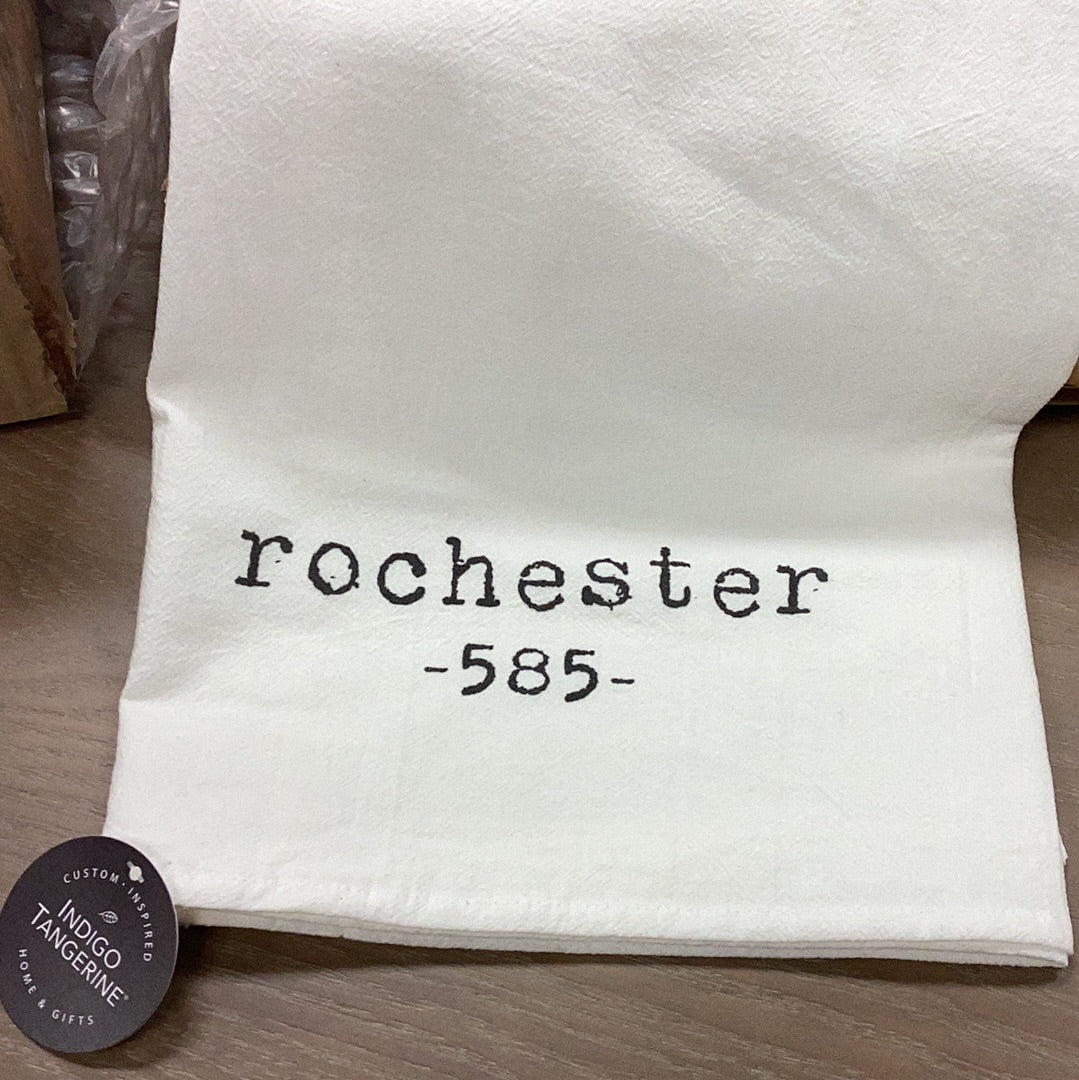 rochester
-585-
CUSTOM · INSPIRED
INDIGO
TANGERINE®
HOME & GIFTS